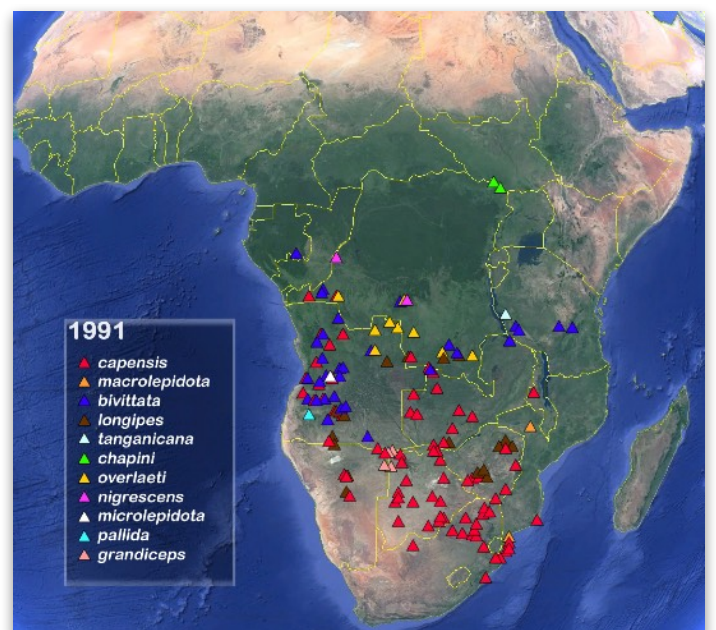 1991
capensis
macrolepidota
bivittata
longipes
tanganicana
chapini
overlaeti
nigrescens
microlepidota
pallida
grandiceps